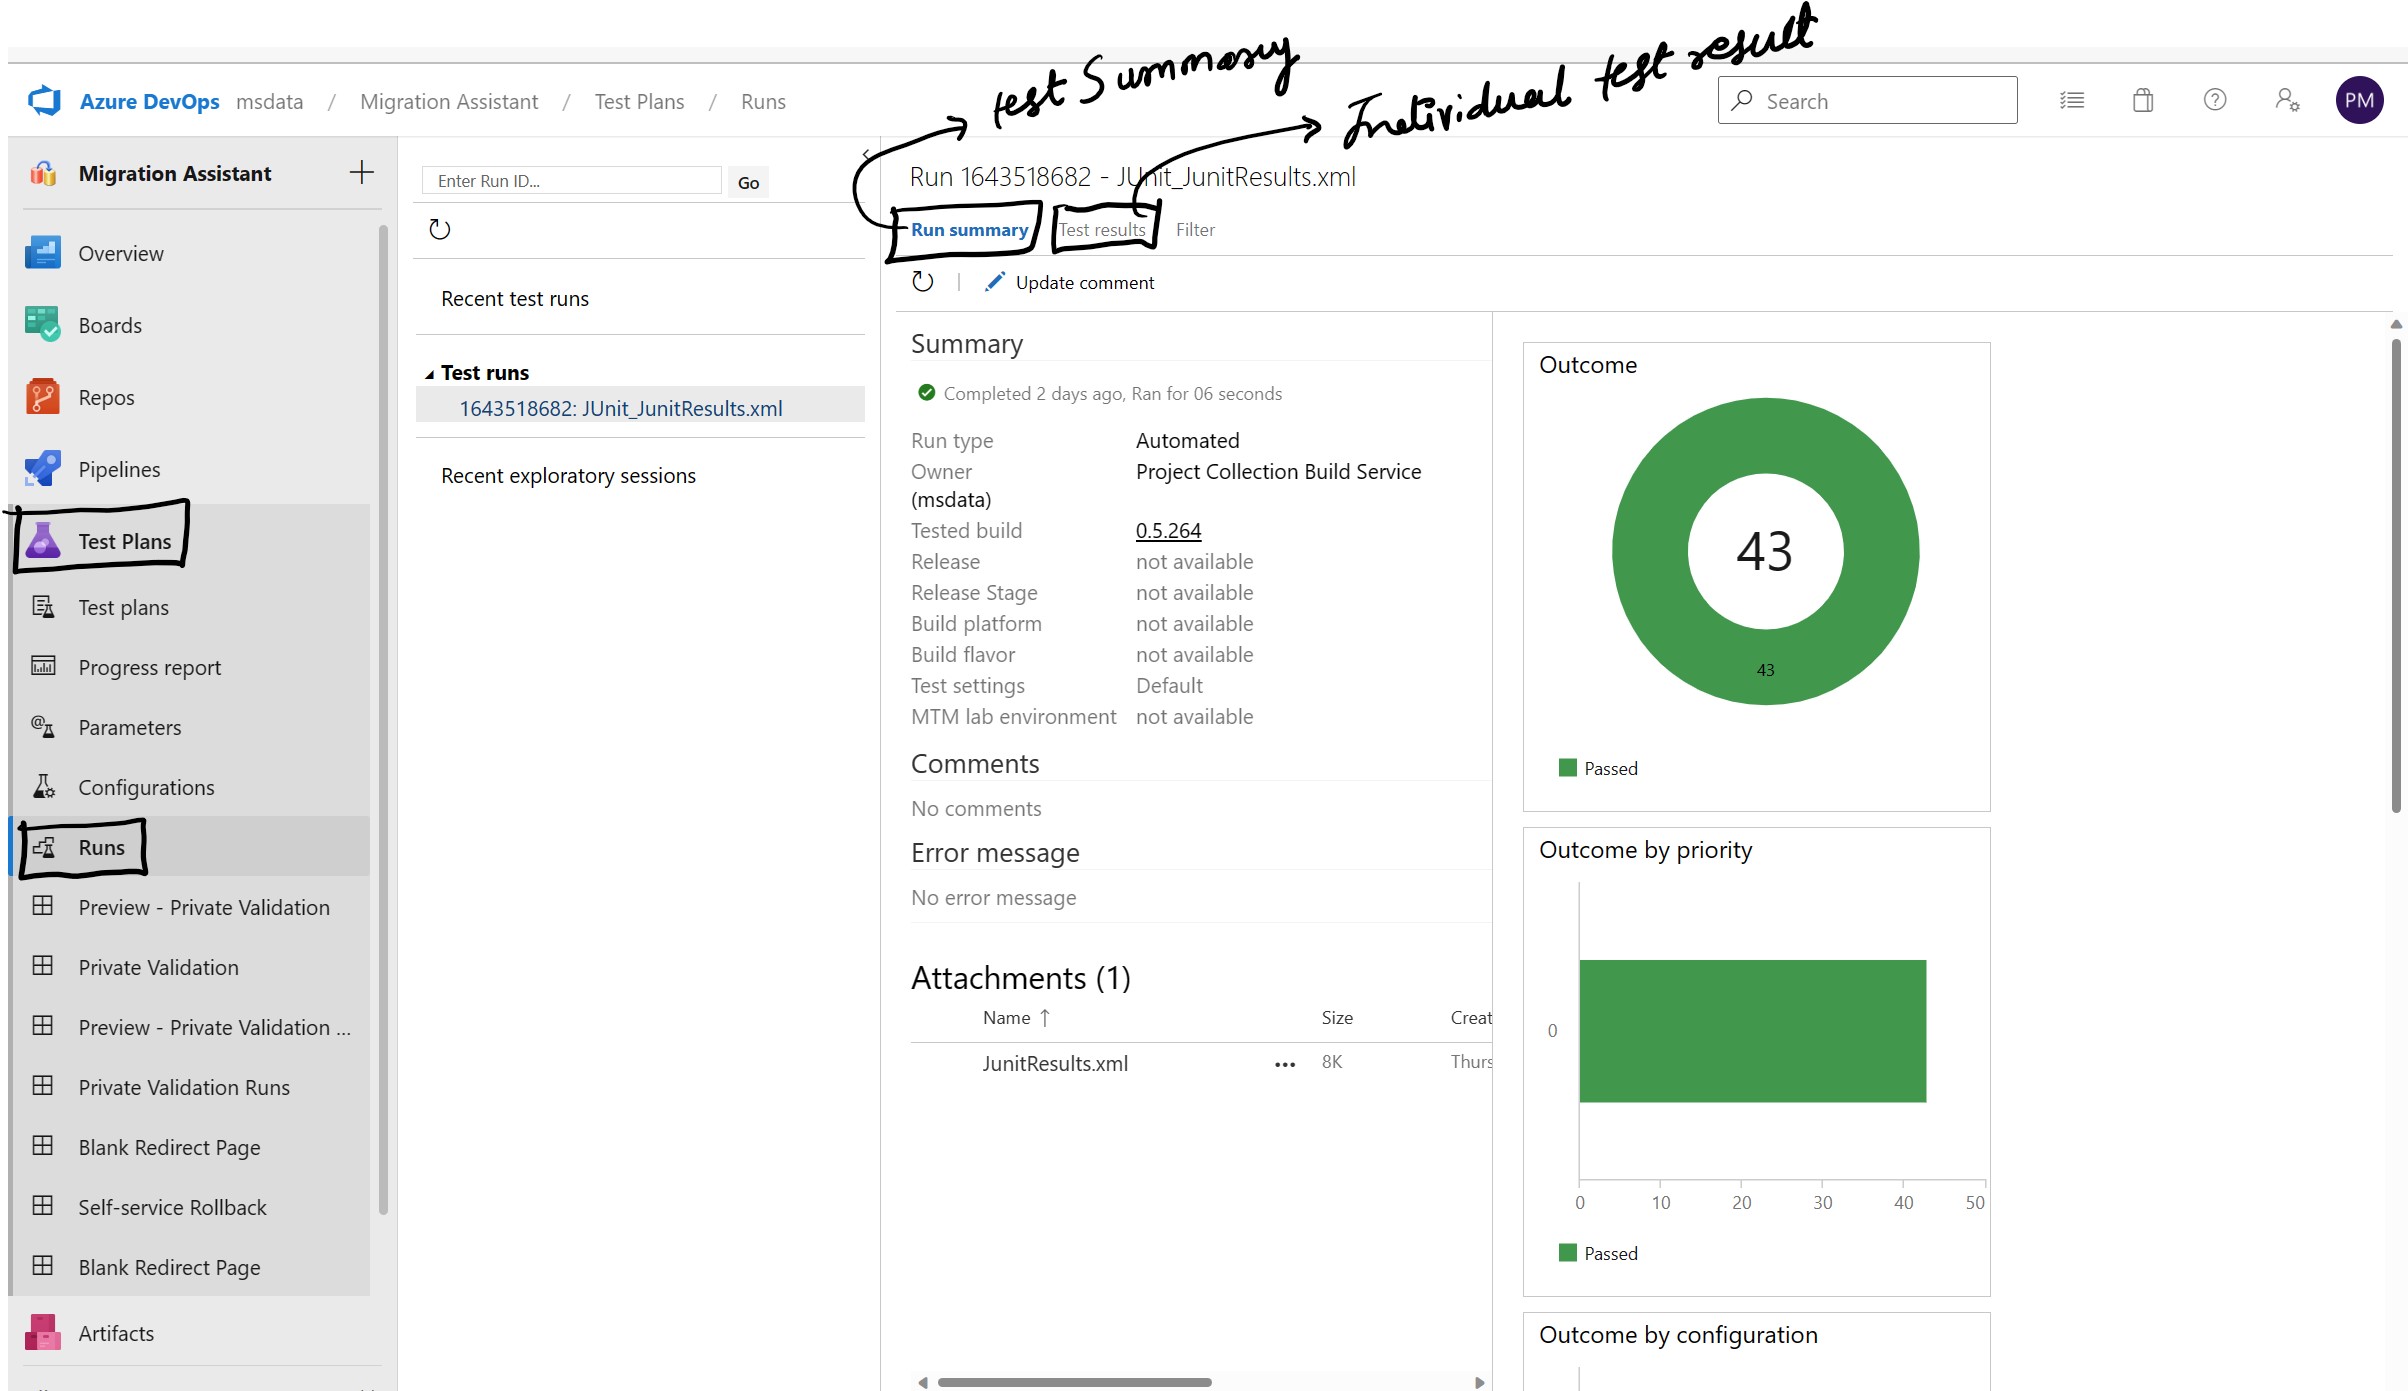 test Summary
Individual test result
Azure DevOps msdata / Migration Assistant / Test Plans / Runs
Search
PM
Migration Assistant
Overview
Boards
Repos
Pipelines
Test Plans
Test plans
Progress report
Parameters
Configurations
Runs
Preview - Private Validation
Private Validation
Preview - Private Validation ...
Private Validation Runs
Blank Redirect Page
Self-service Rollback
Blank Redirect Page
Artifacts
Enter Run ID...
Go
Recent test runs
Test runs
1643518682: JUnit_JunitResults.xml
Recent exploratory sessions
Run 1643518682 - JUnit_JunitResults.xml
Run summary Test results Filter
Update comment
Summary
Completed 2 days ago, Ran for 06 seconds
Run type Automated
Owner Project Collection Build Service
(msdata)
Tested build 0.5.264
Release not available
Release Stage not available
Build platform not available
Build flavor not available
Test settings Default
MTM lab environment not available
Comments
No comments
Error message
No error message
Attachments (1)
Name ↑ Size Creat
JunitResults.xml ... 8K Thurs
Outcome
43
43
Passed
Outcome by priority
0
0 10 20 30 40 50
Passed
Outcome by configuration